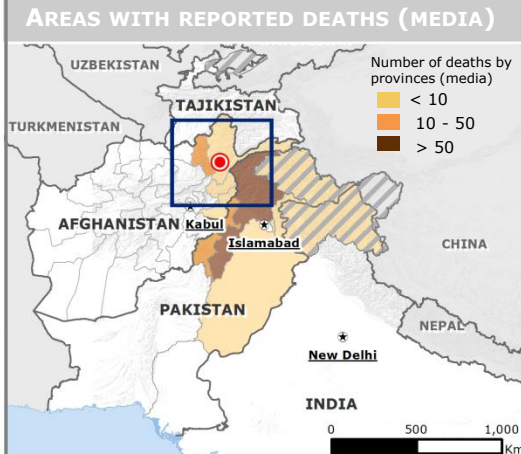 AREAS WITH REPORTED DEATHS (MEDIA)
UZBEKISTAN
Number of deaths by
provinces (media)
< 10
10 - 50
> 50
TAJIKISTAN
TURKMENISTAN
AFGHANISTAN
Kabul
Islamabad
CHINA
PAKISTAN
NEPAL
New Delhi
INDIA
0 500 1,000
Km